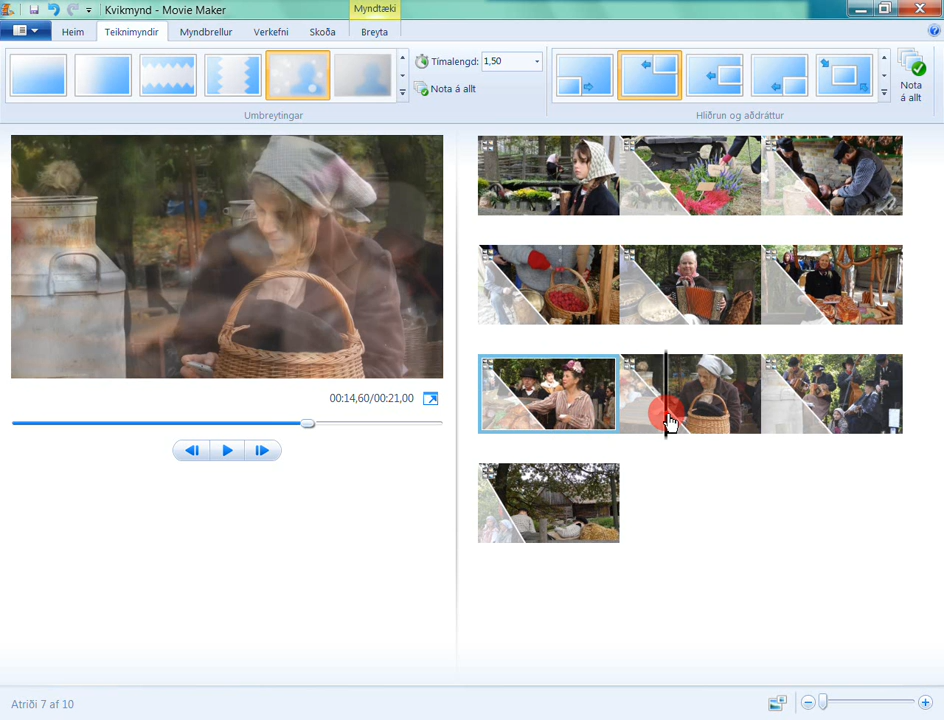 Kvikmynd - Movie Maker
Myndtæki
Heim
Teiknimyndir
Myndbrellur
Verkefni
Skoða
Breyta
Tímalengd: 1,50
Nota á allt
Umbreytingar
Hliðrun og aðdráttur
Nota
á allt
00:14,60/00:21,00
Atriði 7 af 10